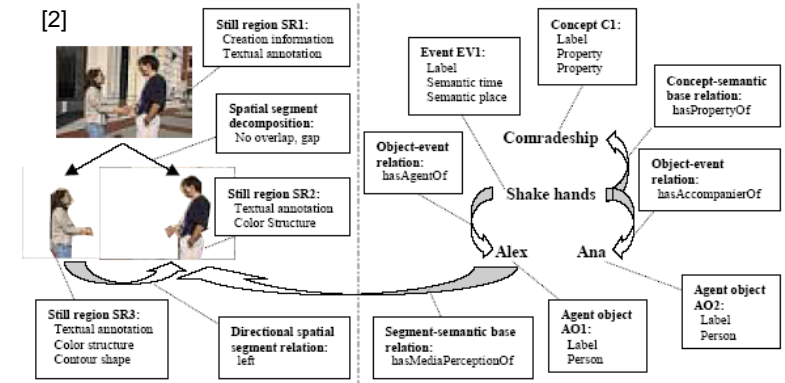 [2]
Still region SR1:
Creation information
Textual annotation
Spatial segment
decomposition:
No overlap, gap
Still region SR2:
Textual annotation
Color Structure
Still region SR3:
Textual annotation
Color structure
Contour shape
Directional spatial
segment relation:
left
Event EV1:
Label
Semantic time
Semantic place
Concept C1:
Label
Property
Property
Concept-semantic
base relation:
hasPropertyOf
Comradeship
Object-event
relation:
hasAgentOf
Object-event
relation:
hasAccompanierOf
Shake hands
Alex
Ana
Segment-semantic base
relation:
hasMediaPerceptionOf
Agent object
AO1:
Label
Person
Agent object
AO2:
Label
Person